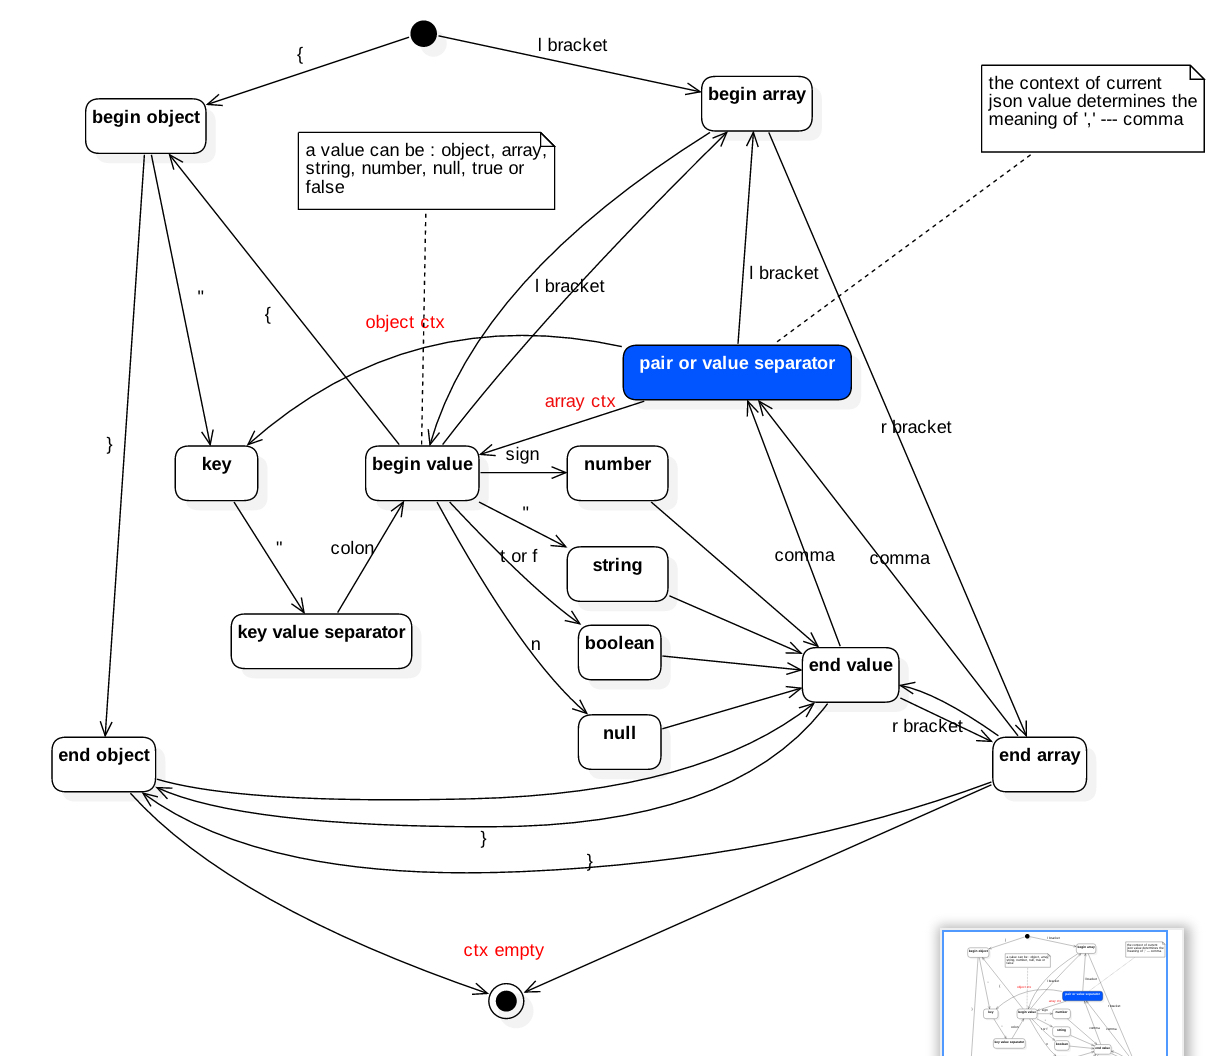 {
l bracket
begin object
begin array
the context of current
json value determines the
meaning of ',' --- comma
a value can be : object, array,
string, number, null, true or
false
"
{
l bracket
l bracket
object ctx
pair or value separator
array ctx
r bracket
}
key
begin value
sign
number
"
"
colon
t or f
string
comma
comma
key value separator
n
boolean
end value
null
r bracket
end object
end array
}
}
ctx empty